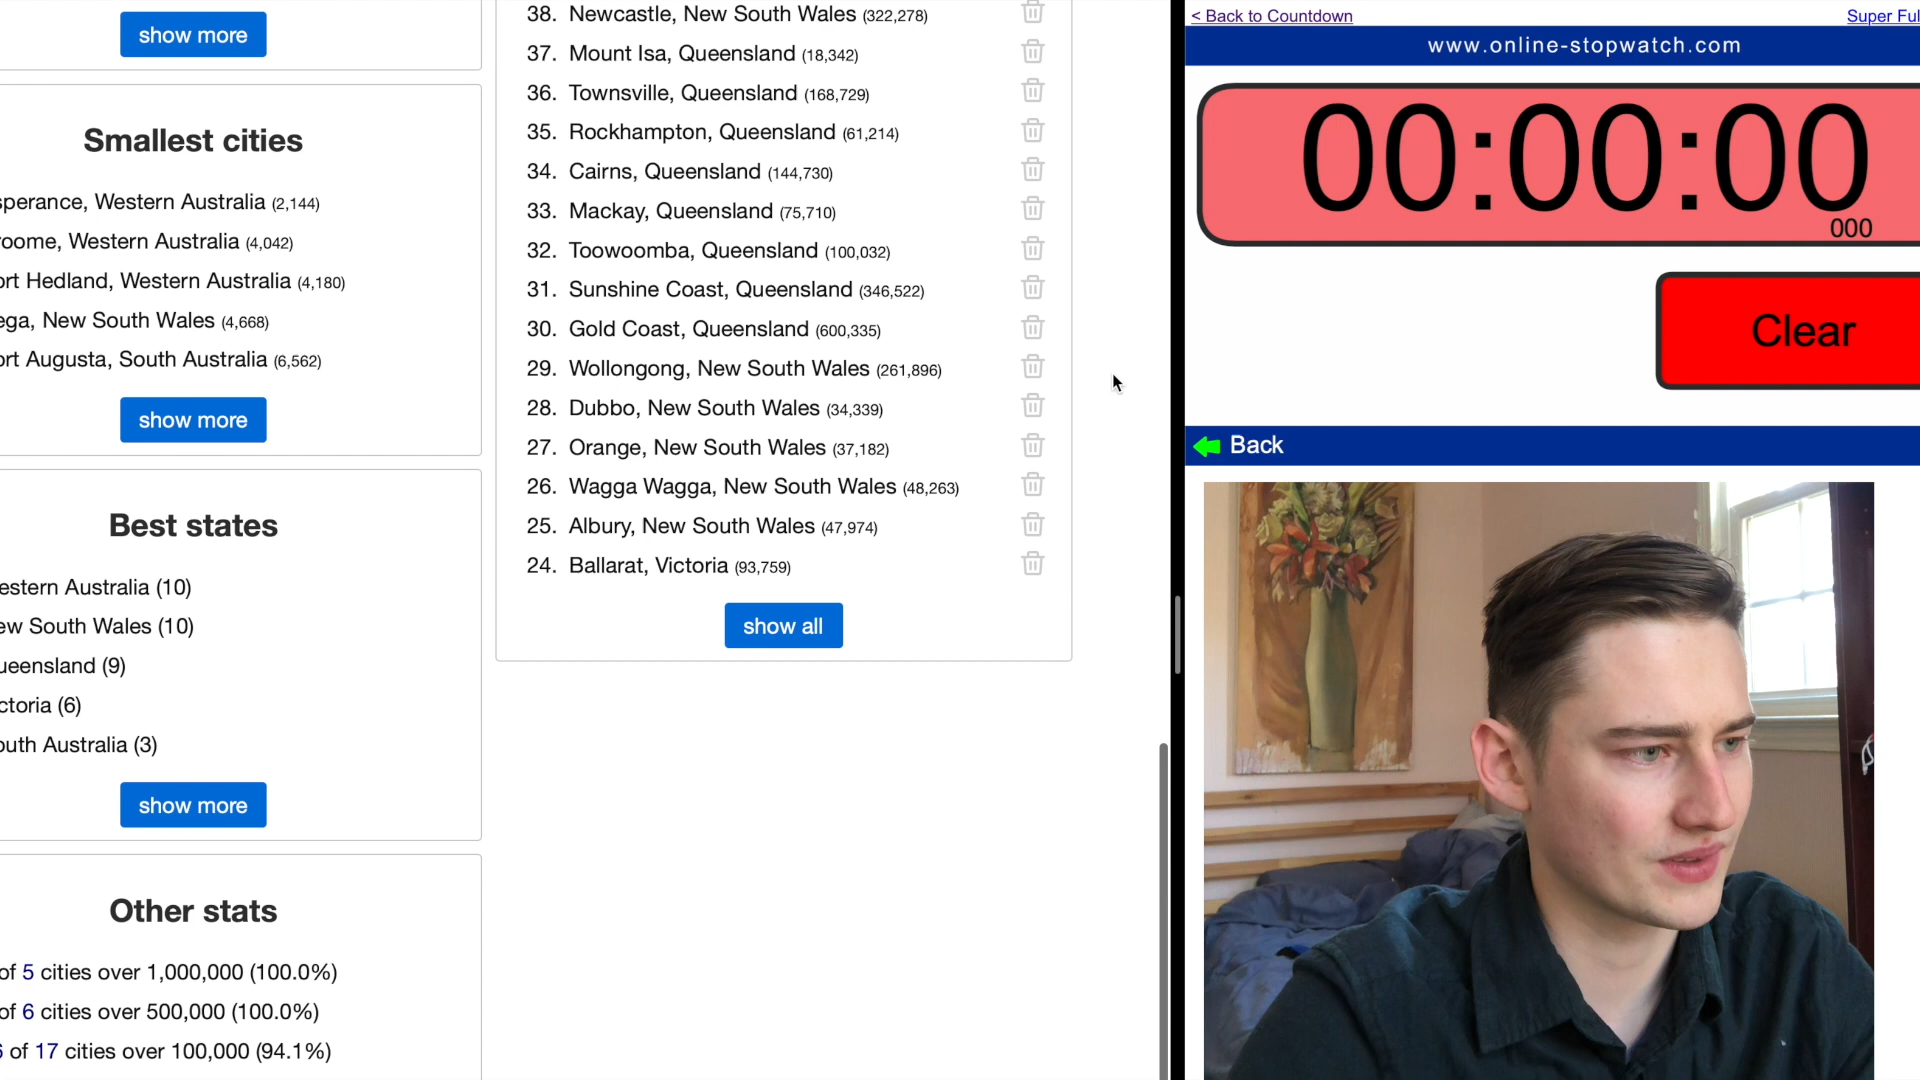 show more
Smallest cities
sperance, Western Australia (2,144)
roome, Western Australia (4,042)
ort Hedland, Western Australia (4,180)
ega, New South Wales (4,668)
ort Augusta, South Australia (6,562)
show more
Best states
estern Australia (10)
ew South Wales (10)
ueensland (9)
ctoria (6)
outh Australia (3)
show more
Other stats
of 5 cities over 1,000,000 (100.0%)
of 6 cities over 500,000 (100.0%)
6 of 17 cities over 100,000 (94.1%)
38. Newcastle, New South Wales (322,278)
37. Mount Isa, Queensland (18,342)
36. Townsville, Queensland (168,729)
35. Rockhampton, Queensland (61,214)
34. Cairns, Queensland (144,730)
33. Mackay, Queensland (75,710)
32. Toowoomba, Queensland (100,032)
31. Sunshine Coast, Queensland (346,522)
30. Gold Coast, Queensland (600,335)
29. Wollongong, New South Wales (261,896)
28. Dubbo, New South Wales (34,339)
27. Orange, New South Wales (37,182)
26. Wagga Wagga, New South Wales (48,263)
25. Albury, New South Wales (47,974)
24. Ballarat, Victoria (93,759)
show all
< Back to Countdown
Super Ful
www.online-stopwatch.com
00:00:00
000
Clear
Back